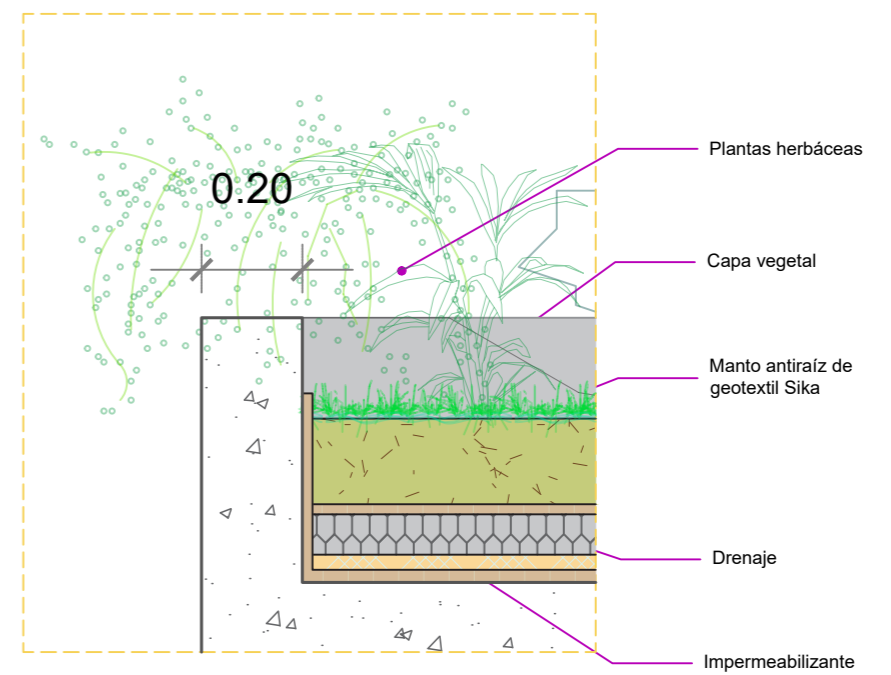 Plantas herbáceas
0.20
Capa vegetal
Manto antiraíz de
geotextil Sika
Drenaje
Impermeabilizante